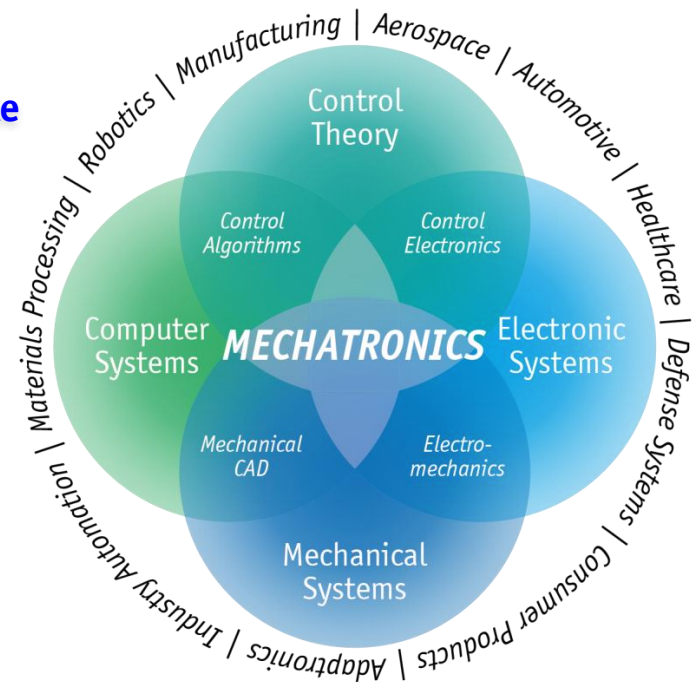 Manufacturing | Aerospace | Automotive | Healthcare | Defense Systems | Consumer Products | Adaptronics | Industry Automation | Materials Processing | Robotics |
Control
Theory
Control
Algorithms
Control
Electronics
Computer
Systems
MECHATRONICS
Electronic
Systems
Mechanical
CAD
Electro-
mechanics
Mechanical
Systems